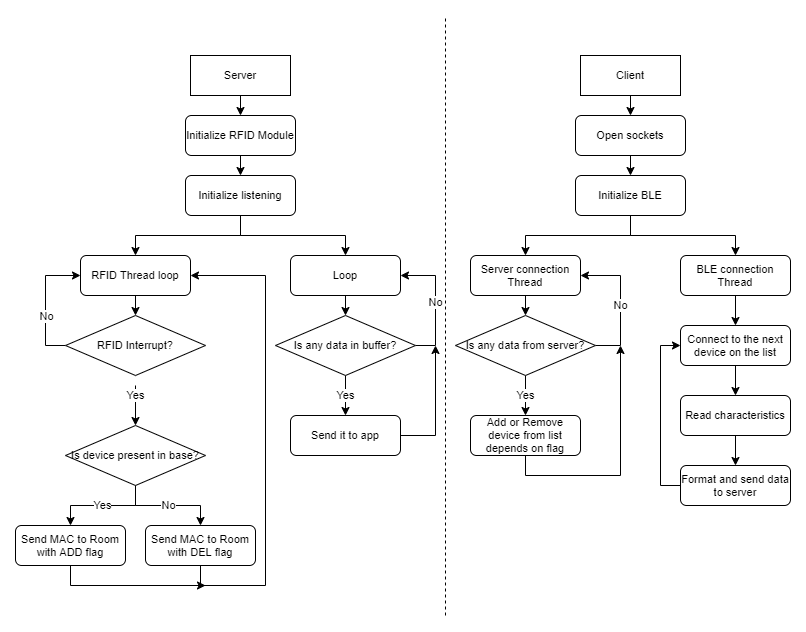 Server
Initialize RFID Module
Initialize listening
RFID Thread loop
No
RFID Interrupt?
Yes
Is device present in base?
Yes
No
Send MAC to Room
with ADD flag
Send MAC to Room
with DEL flag
Loop
No
Is any data in buffer?
Yes
Send it to app
Client
Open sockets
Initialize BLE
Server connection
Thread
No
Is any data from server?
Yes
Add or Remove
device from list
depends on flag
BLE connection
Thread
Connect to the next
device on the list
Read characteristics
Format and send data
to server